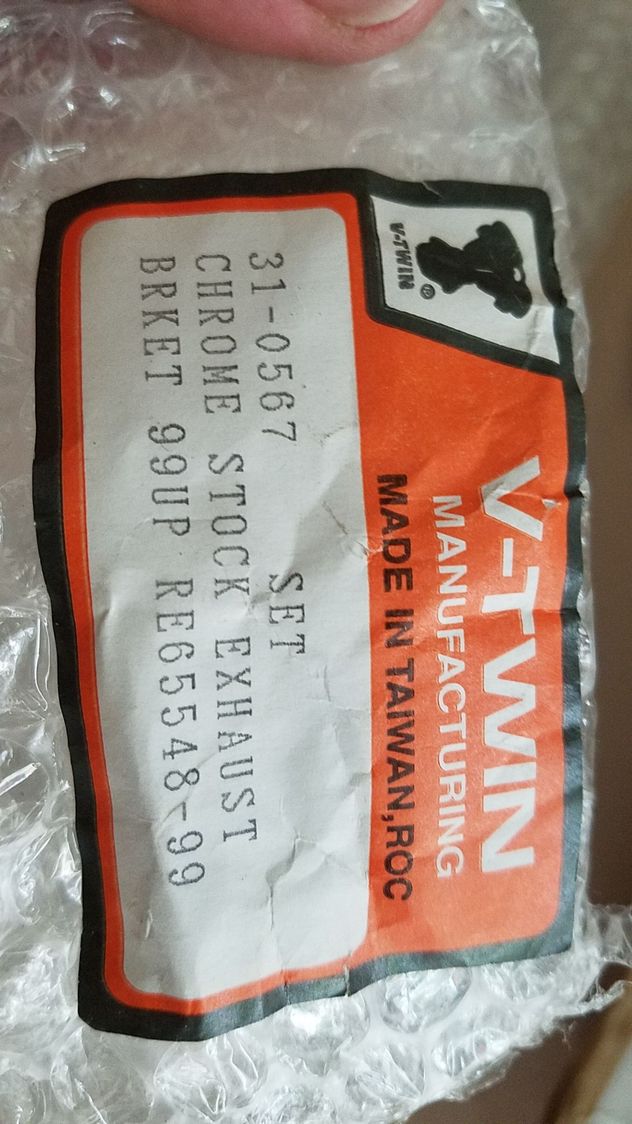 V-TWIN®
V-TWIN
MANUFACTURING
MADE IN TAIWAN,ROC
31-0567 SET
CHROME STOCK EXHAUST
BRKET 99UP RE65548-99